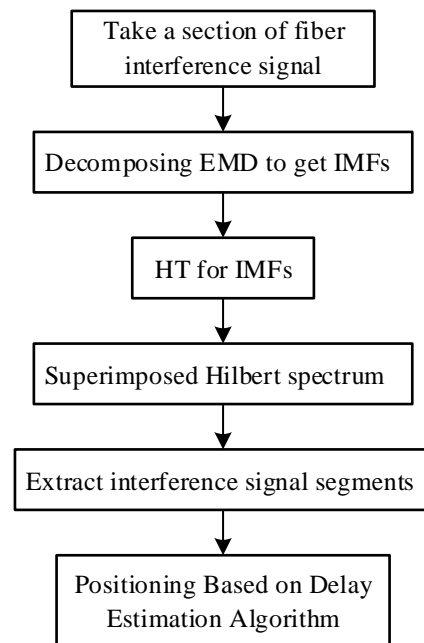 Take a section of fiber
interference signal
Decomposing EMD to get IMFs
HT for IMFs
Superimposed Hilbert spectrum
Extract interference signal segments
Positioning Based on Delay
Estimation Algorithm